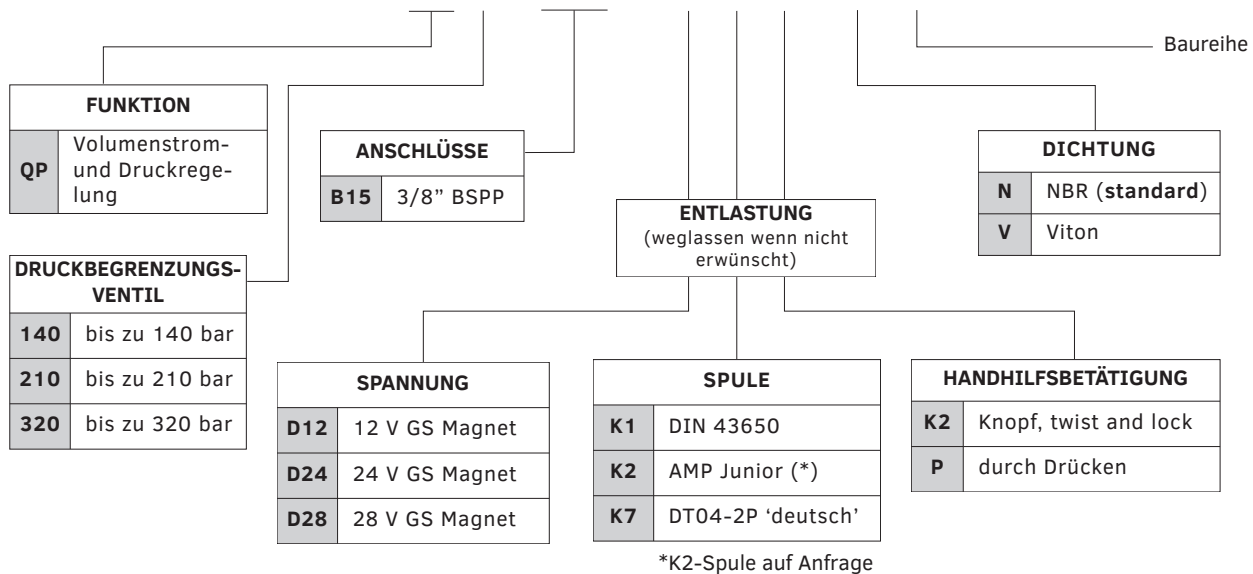 Baureihe
FUNKTION
QP Volumenstrom-
und Druckrege-
lung
ANSCHLÜSSE
B15 3/8” BSPP
DICHTUNG
N NBR (standard)
V Viton
ENTLASTUNG
(weglassen wenn nicht
erwünscht)
DRUCKBEGRENZUNGS-
VENTIL
140 bis zu 140 bar
210 bis zu 210 bar
320 bis zu 320 bar
SPANNUNG
D12 12 V GS Magnet
D24 24 V GS Magnet
D28 28 V GS Magnet
SPULE
K1 DIN 43650
K2 AMP Junior (*)
K7 DT04-2P ‘deutsch’
*K2-Spule auf Anfrage
HANDHILFSBETÄTIGUNG
K2 Knopf, twist and lock
P durch Drücken